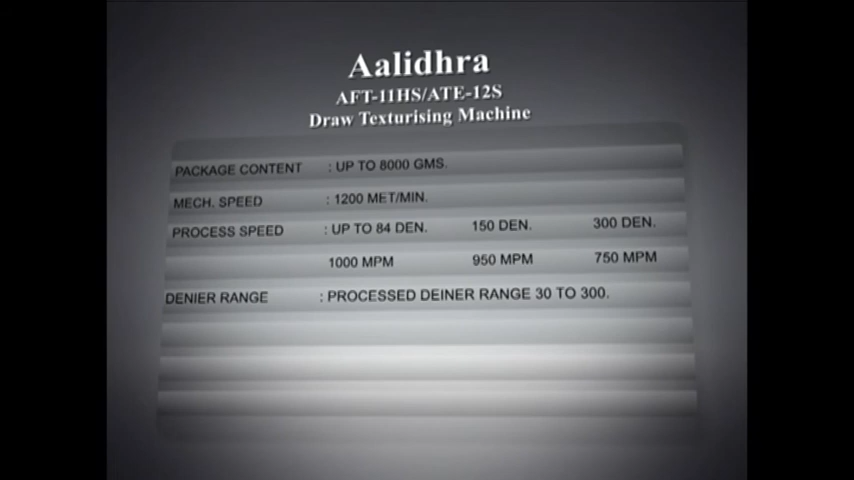 Aalidhra
AFT-11HS/ATE-12S
Draw Texturising Machine
PACKAGE CONTENT : UP TO 8000 GMS.
MECH. SPEED : 1200 MET/MIN.
PROCESS SPEED : UP TO 84 DEN. 150 DEN. 300 DEN.
1000 MPM 950 MPM 750 MPM
DENIER RANGE : PROCESSED DEINER RANGE 30 TO 300.